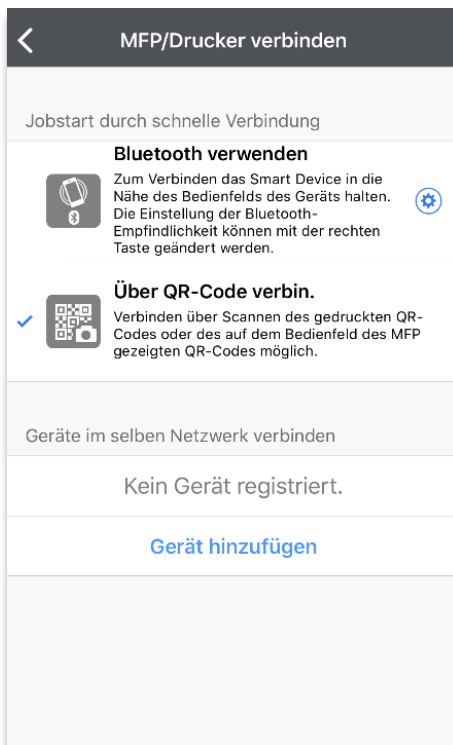 MFP/Drucker verbinden
Jobstart durch schnelle Verbindung
Bluetooth verwenden
Zum Verbinden das Smart Device in die
Nähe des Bedienfelds des Geräts halten.
Die Einstellung der Bluetooth-
Empfindlichkeit können mit der rechten
Taste geändert werden.
Über QR-Code verbin.
Verbinden über Scannen des gedruckten QR-
Codes oder des auf dem Bedienfeld des MFP
gezeigten QR-Codes möglich.
Geräte im selben Netzwerk verbinden
Kein Gerät registriert.
Gerät hinzufügen